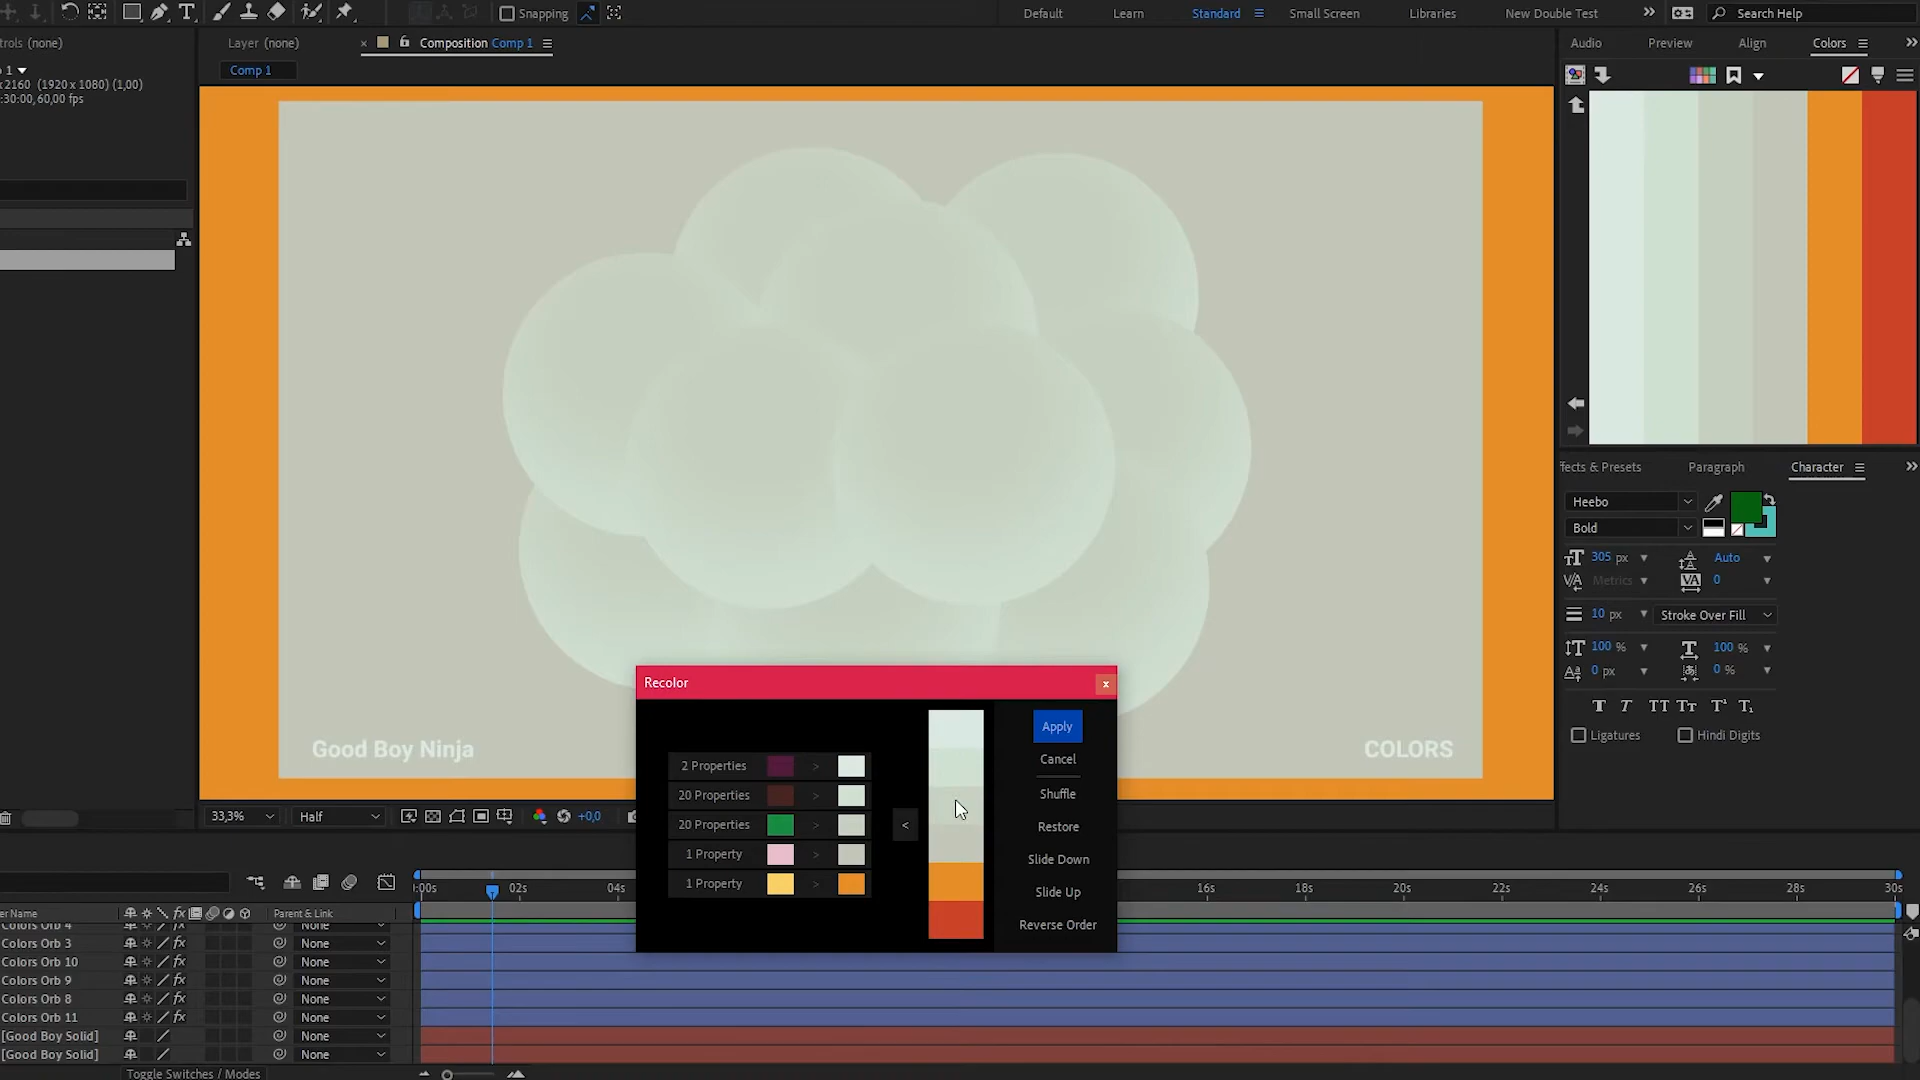 Snapping
Default
Learn
Standard
Small Screen
Libraries
New Double Test
Search Help
trols (none)
Layer (none)
Composition Comp 1
Audio
Preview
Align
Colors
Comp 1
1
x2160 (1920 x 1080) (1,00)
:30:00, 60,00 fps
ffects & Presets
Paragraph
Character
Heebo
Bold
305 px
Auto
Metrics
0
10 px
Stroke Over Fill
100 %
100 %
0 px
0 %
T T TT Tt T¹ T₁
Ligatures
Hindi Digits
Good Boy Ninja
COLORS
Recolor
x
2 Properties >
20 Properties >
20 Properties >
1 Property >
1 Property >
<
Apply
Cancel
Shuffle
Restore
Slide Down
Slide Up
Reverse Order
33,3%
Half
+0,0
:00s
02s
04s
16s
18s
20s
22s
24s
26s
28s
30s
er Name
Parent & Link
Colors Orb 4 None
Colors Orb 3 None
Colors Orb 10 None
Colors Orb 9 None
Colors Orb 8 None
Colors Orb 11 None
[Good Boy Solid] None
[Good Boy Solid] None
Toggle Switches / Modes